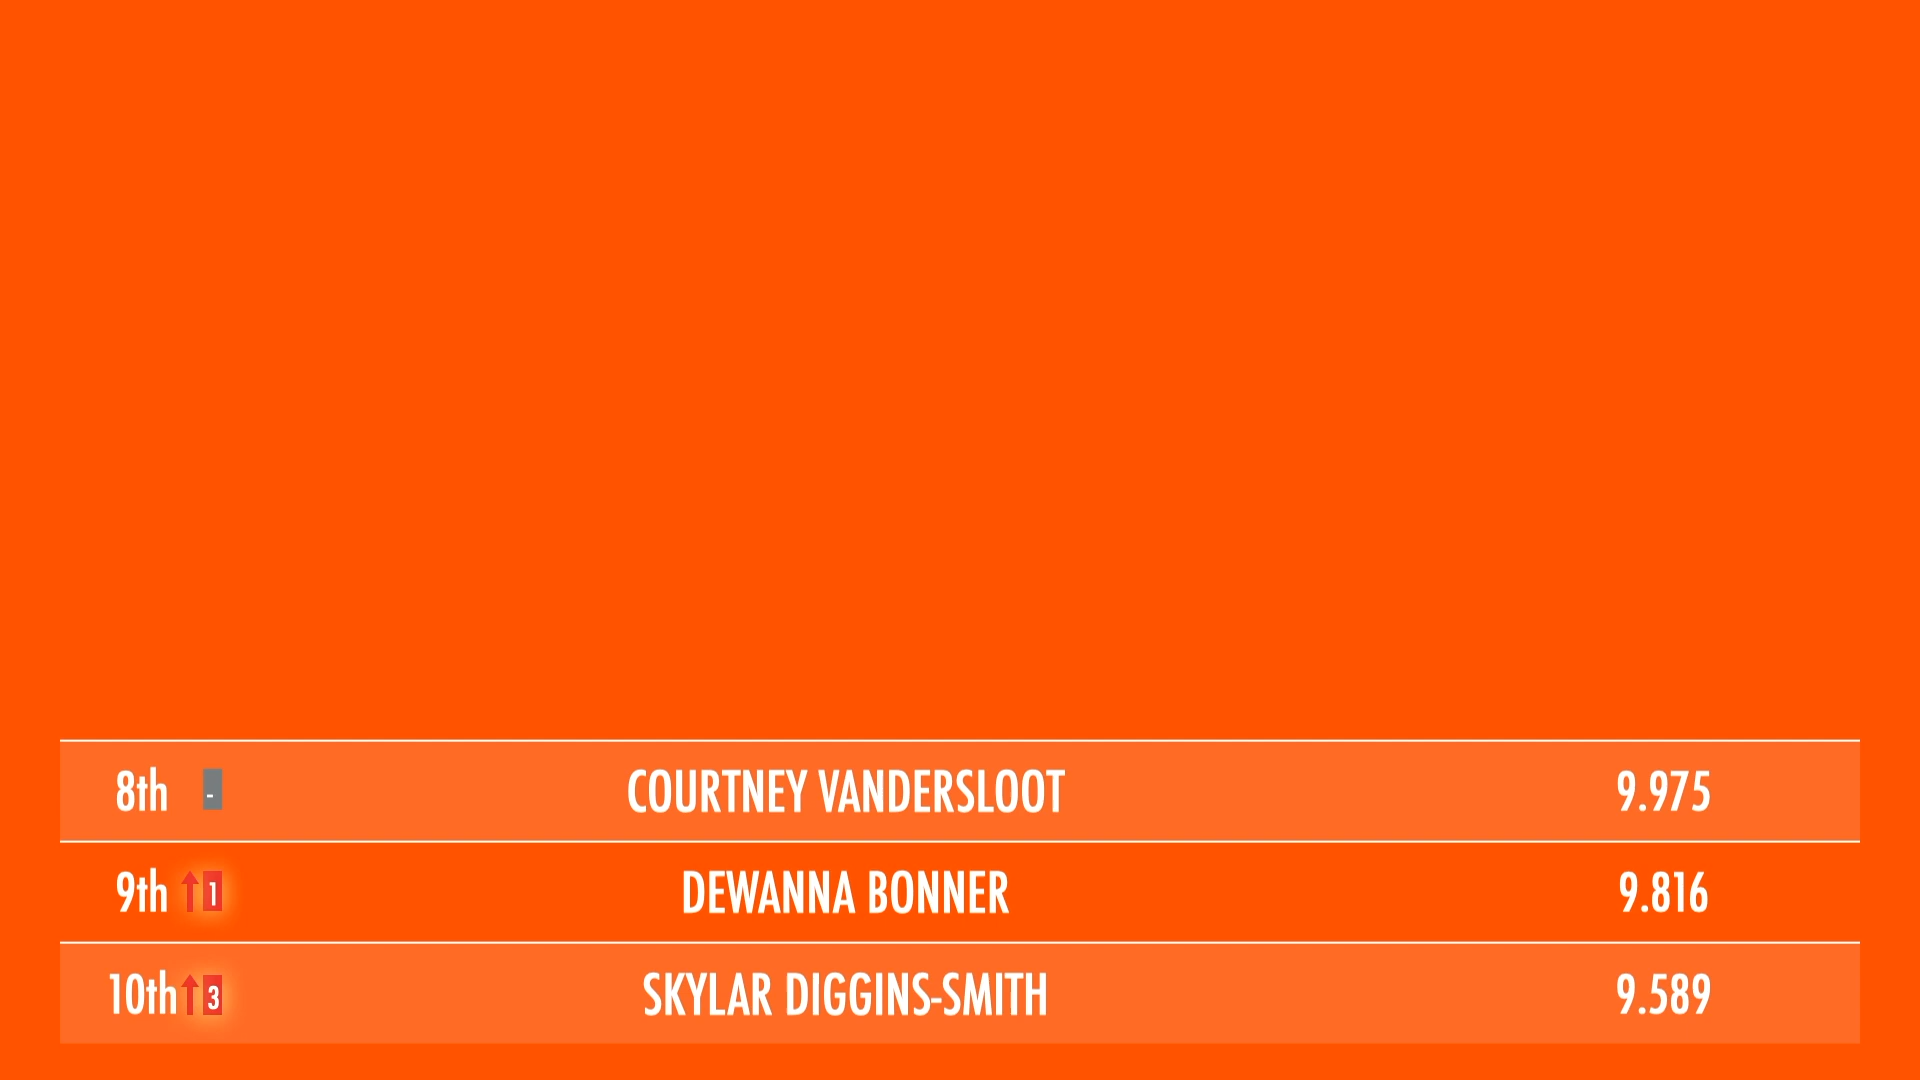 8th - COURTNEY VANDERSLOOT 9.975
9th 1 DEWANNA BONNER 9.816
10th 3 SKYLAR DIGGINS-SMITH 9.589